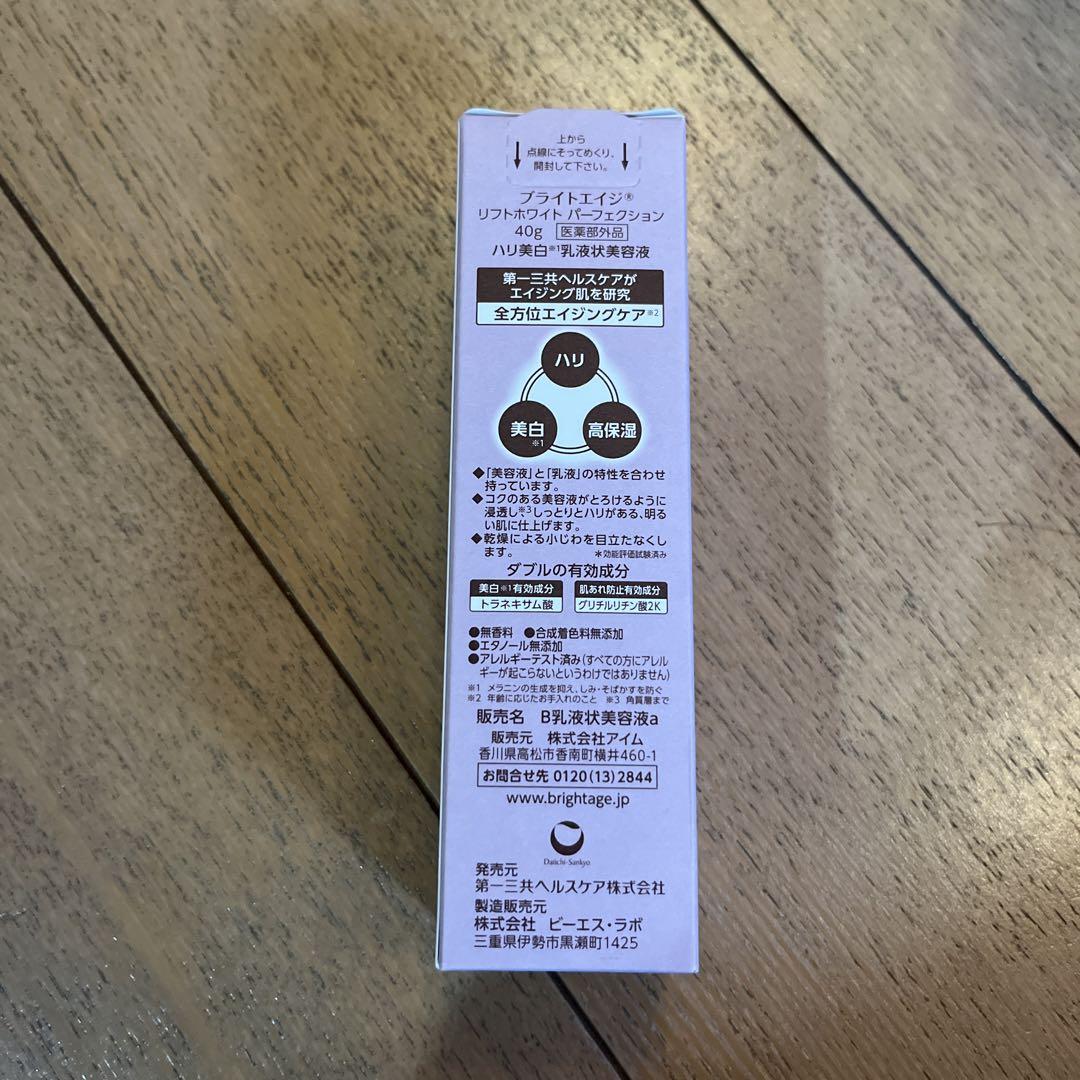 上から
点線にそってめくり、
開封して下さい。
ブライトエイジ®
リフトホワイト パーフェクション
40g 医薬部外品
ハリ美白※1乳液状美容液
第一三共ヘルスケアが
エイジング肌を研究
全方位エイジングケア※2
ハリ
美白※1
高保湿
◆「美容液」と「乳液」の特性を合わせ
持っています。
◆コクのある美容液がとろけるように
浸透し、※3しっとりとハリがある、明る
い肌に仕上げます。
◆乾燥による小じわを目立たなくし
ます。 ＊効能評価試験済み
ダブルの有効成分
美白※1有効成分
トラネキサム酸
肌あれ防止有効成分
グリチルリチン酸2K
●無香料 ●合成着色料無添加
●エタノール無添加
●アレルギーテスト済み(すべての方にアレル
ギーが起こらないというわけではありません)
※1 メラニンの生成を抑え、しみ・そばかすを防ぐ
※2 年齢に応じたお手入れのこと ※3 角質層まで
販売名 B乳液状美容液a
販売元 株式会社アイム
香川県高松市香南町横井460-1
お問合せ先 0120(13)2844
www.brightage.jp
Daiichi-Sankyo
発売元
第一三共ヘルスケア株式会社
製造販売元
株式会社 ビーエス・ラボ
三重県伊勢市黒瀬町1425